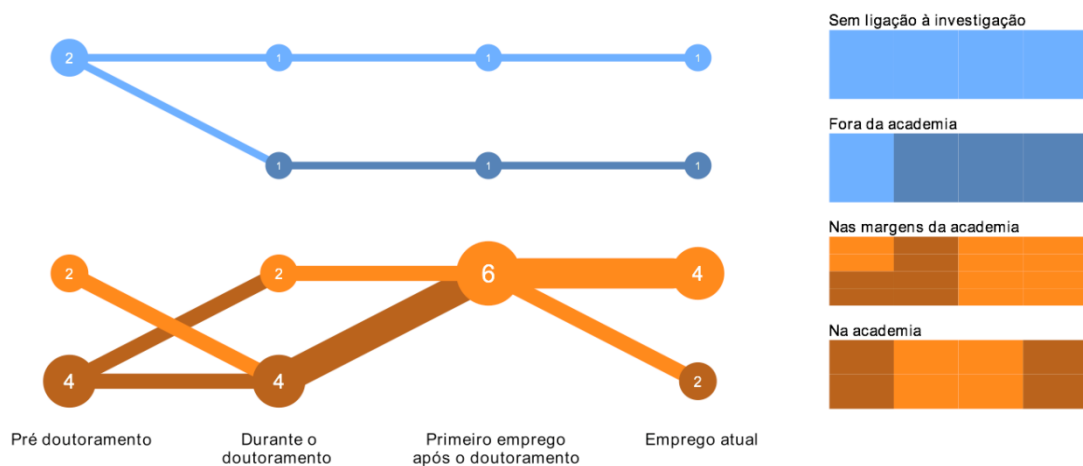 Sem ligação à investigação
2 1 1 1
Fora da academia
1 1 1
Nas margens da academia
2 2 6 4
Na academia
4 4 2
Pré doutoramento
Durante o
doutoramento
Primeiro emprego
após o doutoramento
Emprego atual